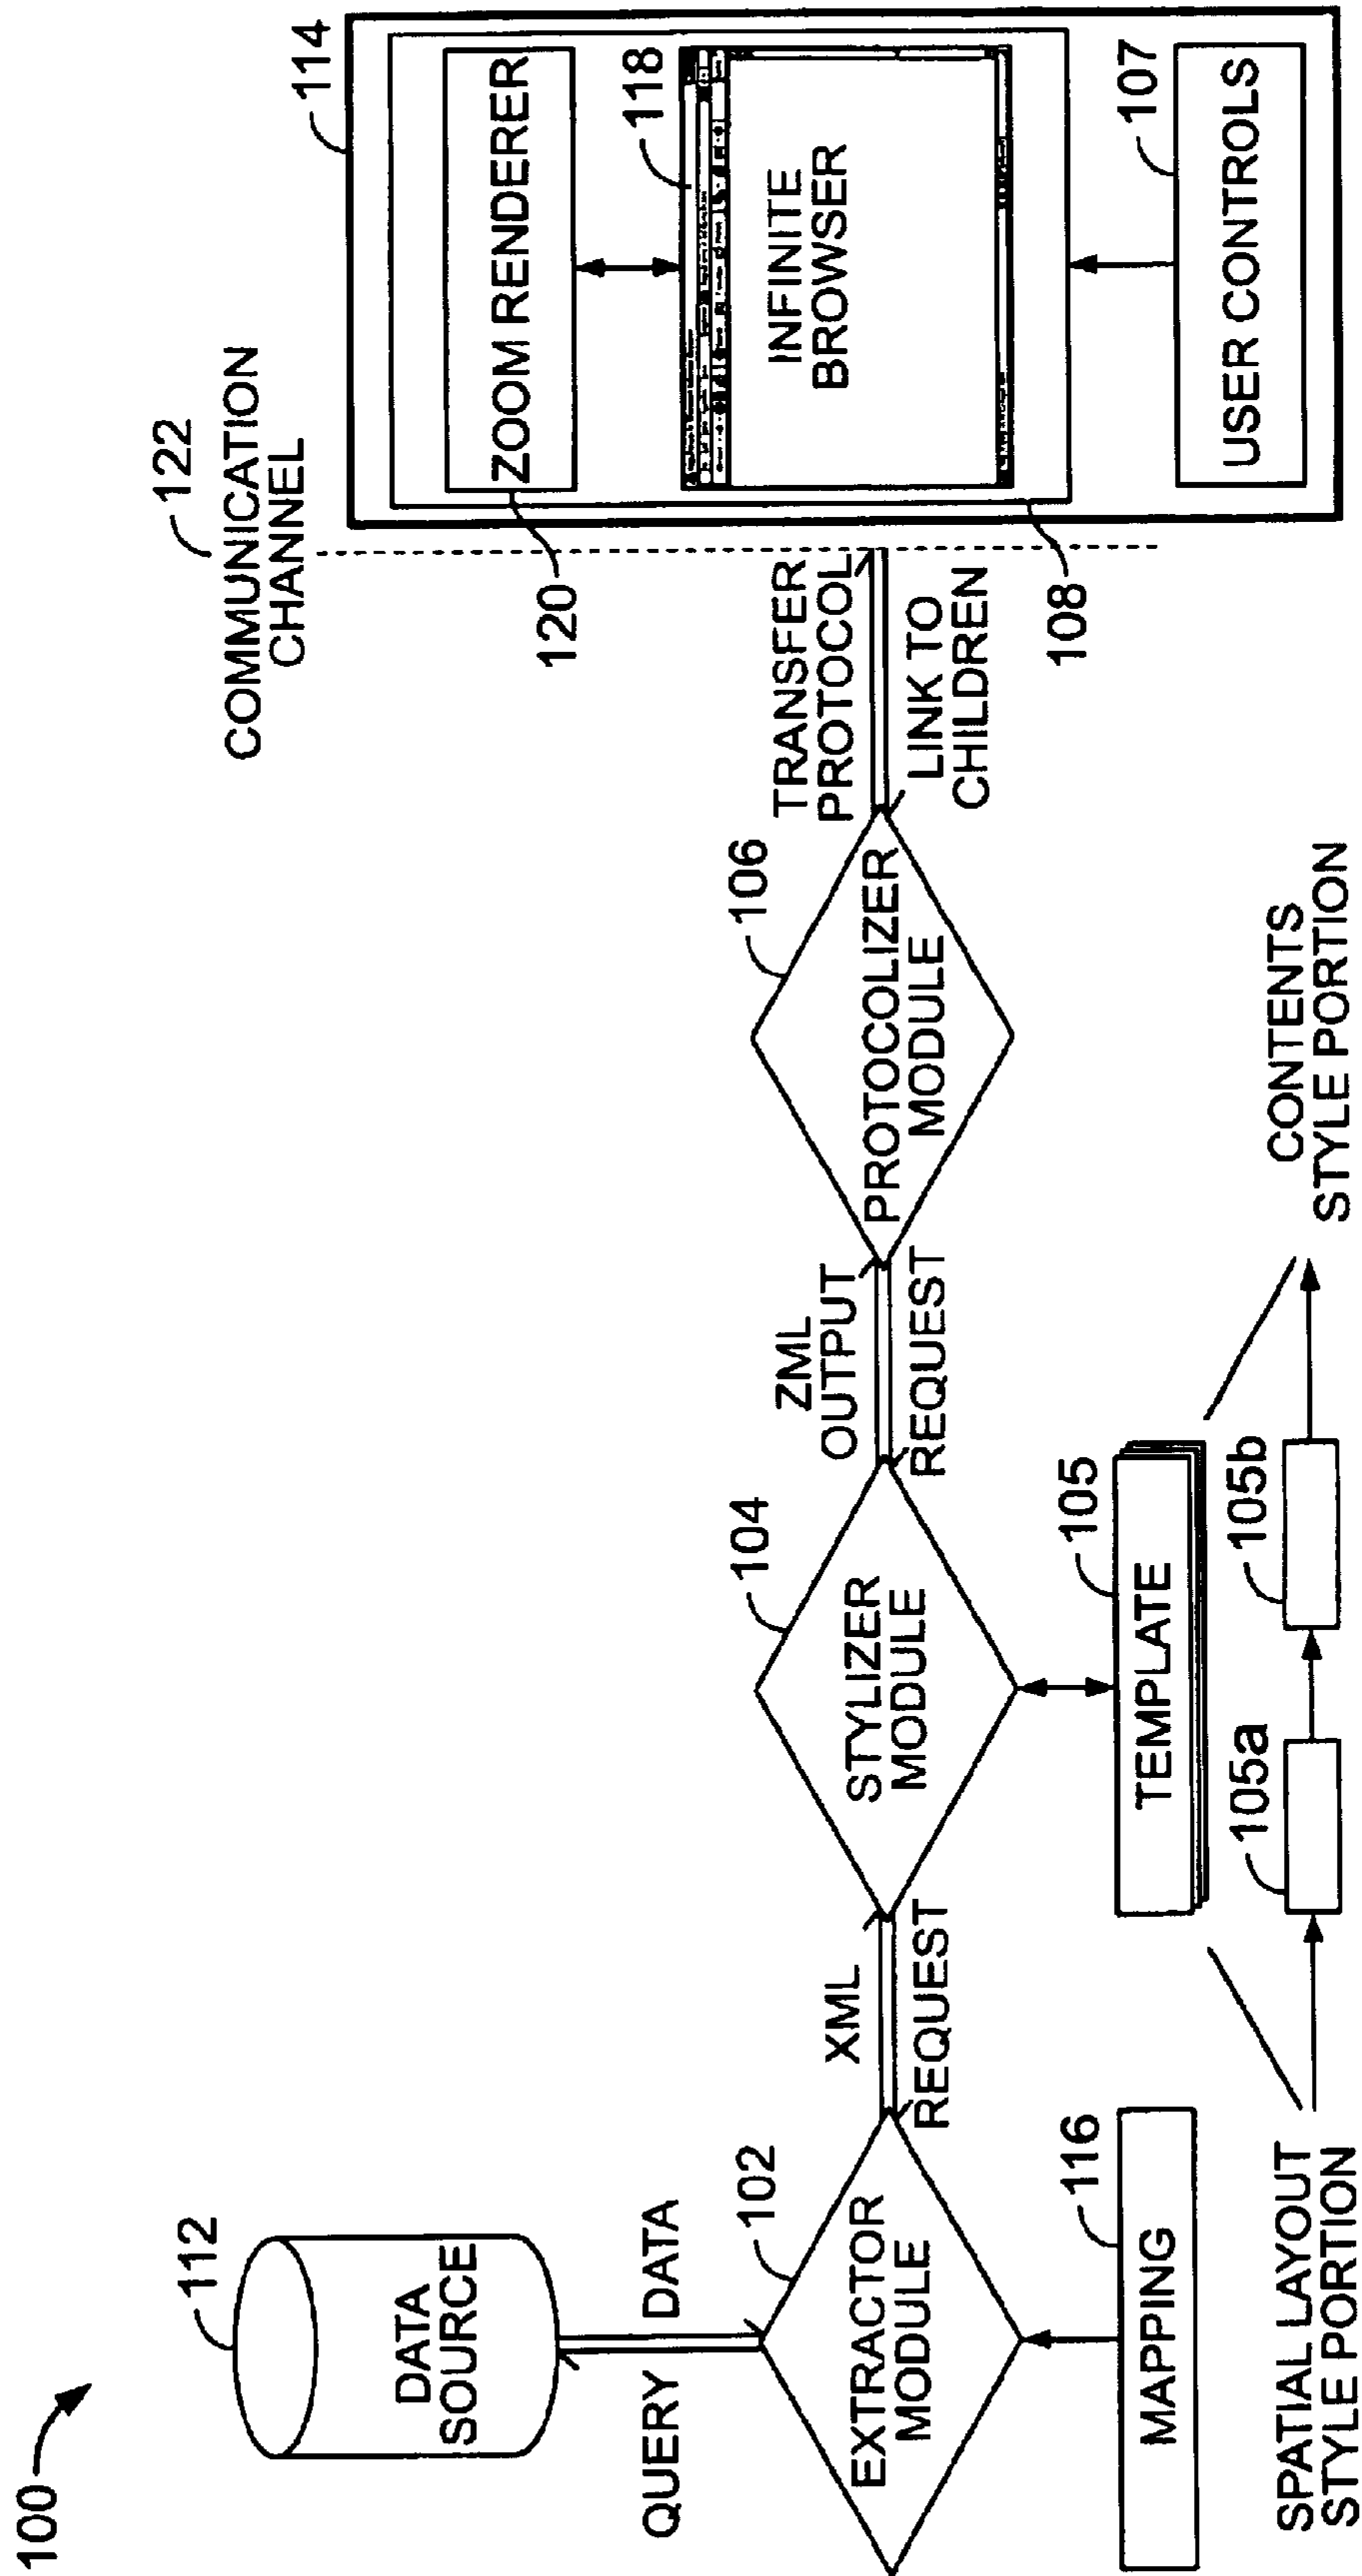 100
112
DATA
SOURCE
QUERY DATA
102
EXTRACTOR
MODULE
116
MAPPING
XML
REQUEST
104
STYLIZER
MODULE
105
TEMPLATE
SPATIAL LAYOUT
STYLE PORTION
105a
105b
CONTENTS
STYLE PORTION
ZML
OUTPUT
REQUEST
106
PROTOCOLIZER
MODULE
TRANSFER
PROTOCOL
LINK TO
CHILDREN
122
COMMUNICATION
CHANNEL
114
120
ZOOM RENDERER
118
INFINITE
BROWSER
108
107
USER CONTROLS